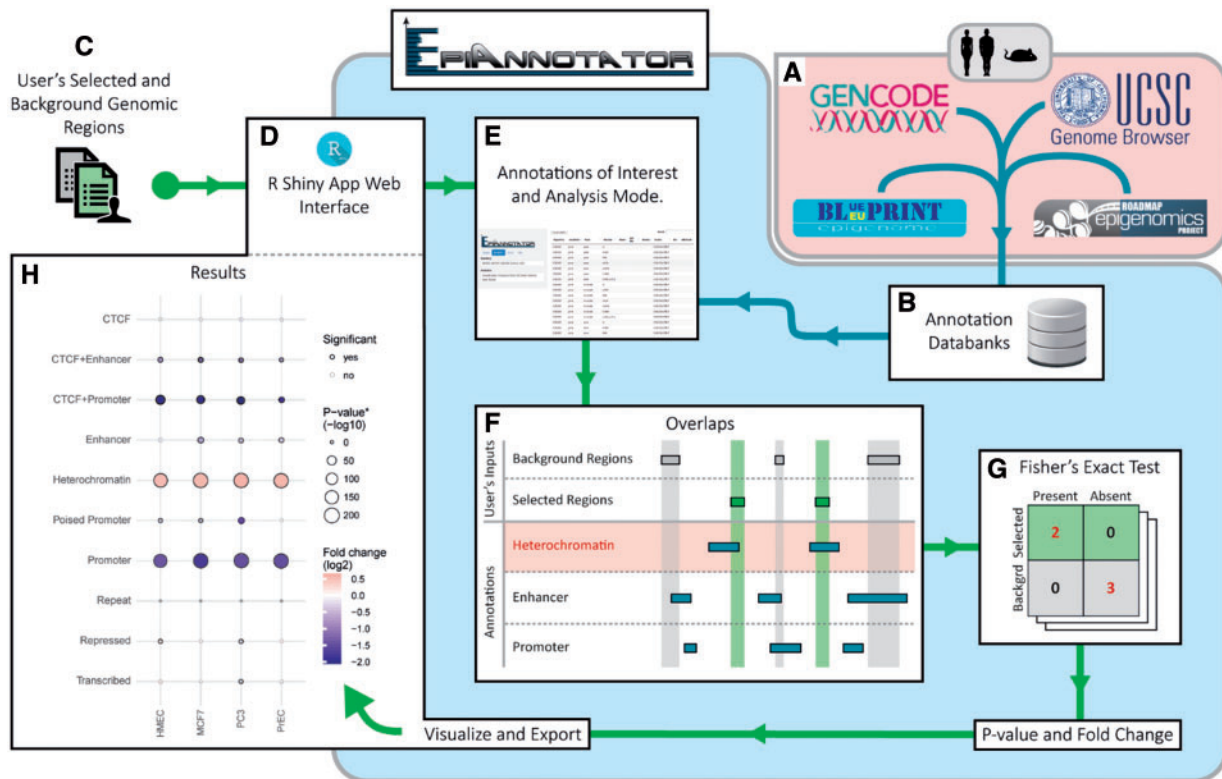 C
User's Selected and
Background Genomic
Regions
EPIANNOTATOR
A
GENCODE
UCSC
Genome Browser
BLUEPRINT
EU
epigenome
ROADMAP
epigenomics
PROJECT
D
R
R Shiny App Web
Interface
E
Annotations of Interest
and Analysis Mode.
EPIANNOTATOR
B
Annotation
Databanks
H
Results
CTCF
CTCF+Enhancer
CTCF+Promoter
Enhancer
Heterochromatin
Poised Promoter
Promoter
Repeat
Repressed
Transcribed
HMEC
MCF7
PC3
PrEC
Significant
yes
no
P-value*
(−log10)
0
50
100
150
200
Fold change
(log2)
0.5
0.0
−0.5
−1.0
−1.5
−2.0
F
Overlaps
User's Inputs
Background Regions
Selected Regions
Annotations
Heterochromatin
Enhancer
Promoter
G
Fisher's Exact Test
Present Absent
Selected
2 0
Backgrd
0 3
P-value and Fold Change
Visualize and Export